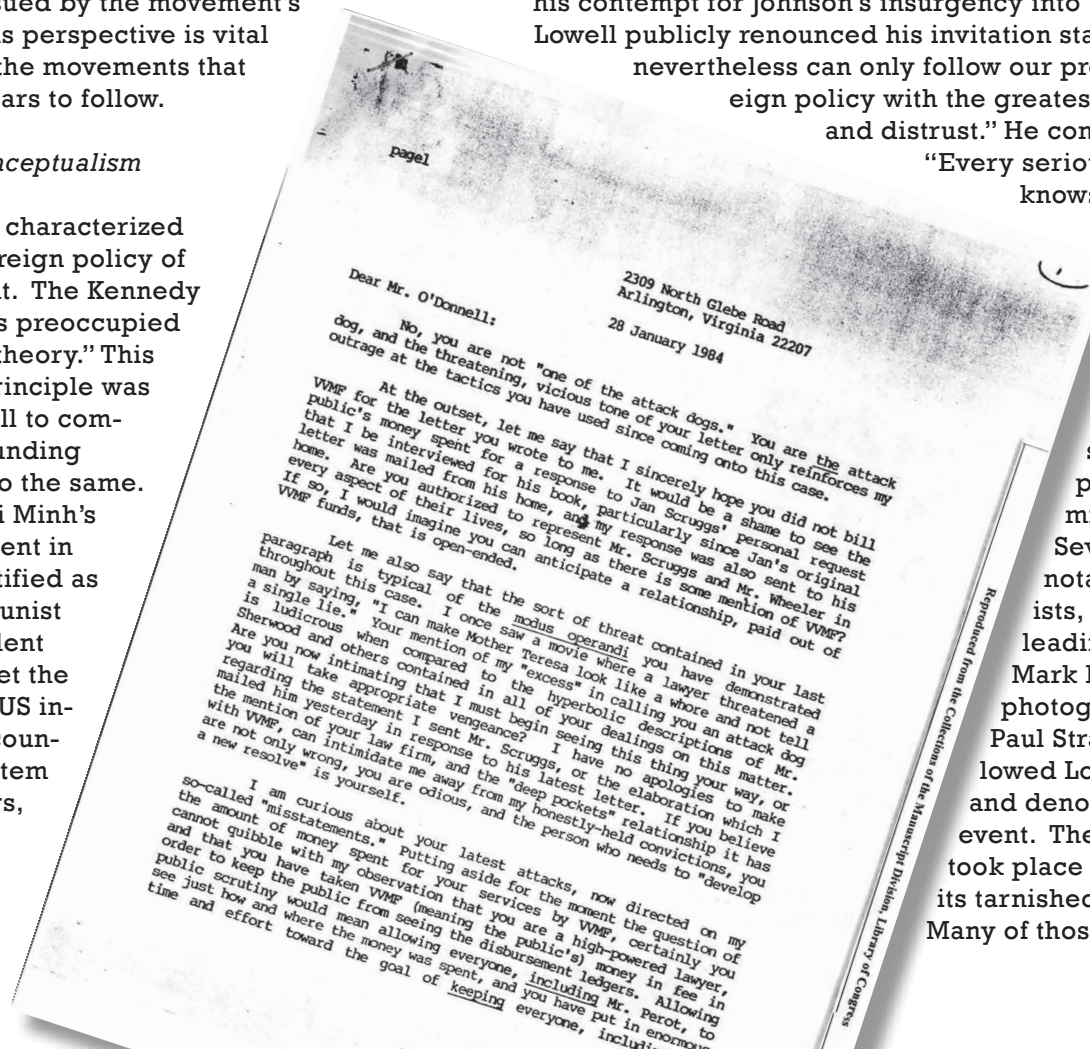 sued by the movement's
s perspective is vital
the movements that
ars to follow.
nceptualism
characterized
reign policy of
t. The Kennedy
s preoccupied
theory." This
rinciple was
ll to com-
unding
o the same.
i Minh's
ent in
tified as
unist
lent
et the
US in-
coun-
tem
rs,
his contempt for Johnson's insurgency into
Lowell publicly renounced his invitation sta
nevertheless can only follow our pr
eign policy with the greates
and distrust." He con
"Every seriou
knows
page1
2309 North Glebe Road
Arlington, Virginia 22207
28 January 1984
Dear Mr. O'Donnell:
No, you are not "one of the attack dogs." You are the attack
dog, and the threatening, vicious tone of your letter only reinforces my
outrage at the tactics you have used since coming onto this case.
At the outset, let me say that I sincerely hope you did not bill
VVMF for the letter you wrote to me. It would be a shame to see the
public's money spent for a response to Jan Scruggs' personal request
that I be interviewed for his book, particularly since Jan's original
letter was mailed from his home, and my response was also sent to his
home. Are you authorized to represent Mr. Scruggs and Mr. Wheeler in
every aspect of their lives, so long as there is some mention of VVMF?
If so, I would imagine you can anticipate a relationship, paid out of
VVMF funds, that is open-ended.
Let me also say that the sort of threat contained in your last
paragraph is typical of the modus operandi you have demonstrated
throughout this case. I once saw a movie where a lawyer threatened a
man by saying, "I can make Mother Teresa look like a whore and not tell
a single lie." Your mention of my "excess" in calling you an attack dog
is ludicrous when compared to the hyperbolic descriptions of Mr.
Sherwood and others contained in all of your dealings on this matter.
Are you now intimating that I must begin seeing this thing your way, or
you will take appropriate vengeance? I have no apologies to make
regarding the statement I sent Mr. Scruggs, or the elaboration which I
mailed him yesterday in response to his latest letter. If you believe
the mention of your law firm, and the "deep pockets" relationship it has
with VVMF, can intimidate me away from my honestly-held convictions, you
are not only wrong, you are odious, and the person who needs to "develop
a new resolve" is yourself.
I am curious about your latest attacks, now directed on my
so-called "misstatements." Putting aside for the moment the question of
the amount of money spent for your services by VVMF, certainly you
cannot quibble with my observation that you are a high-powered lawyer,
and that you have taken VVMF (meaning the public's) money in fee in
order to keep the public from seeing the disbursement ledgers. Allowing
public scrutiny would mean allowing everyone, including Mr. Perot, to
see just how and where the money was spent, and you have put in enormous
time and effort toward the goal of keeping everyone, includi
Reproduced from the Collections of the Manuscript Division, Library of Congress
s
p
mi
Sev
nota
ists,
leadi
Mark
photog
Paul Stra
lowed Lo
and deno
event. The
took place
its tarnished
Many of thos